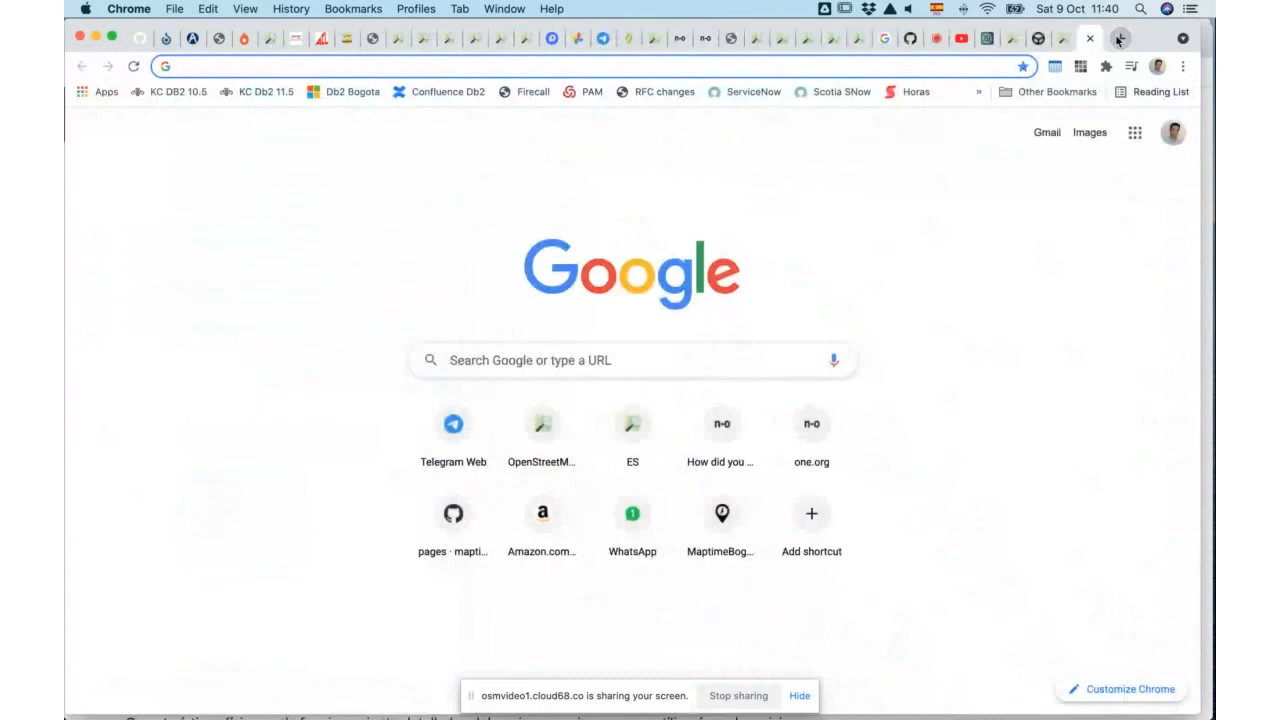 Chrome File Edit View History Bookmarks Profiles Tab Window Help Sat 9 Oct 11:40
Apps KC DB2 10.5 KC Db2 11.5 Db2 Bogota Confluence Db2 Firecall PAM RFC changes ServiceNow Scotia SNow Horas » Other Bookmarks Reading List
Gmail Images
Google
Search Google or type a URL
n-o n-o
Telegram Web OpenStreetM... ES How did you ... one.org
pages · mapti... Amazon.com... WhatsApp MaptimeBog... Add shortcut
osmvideo1.cloud68.co is sharing your screen. Stop sharing Hide
Customize Chrome